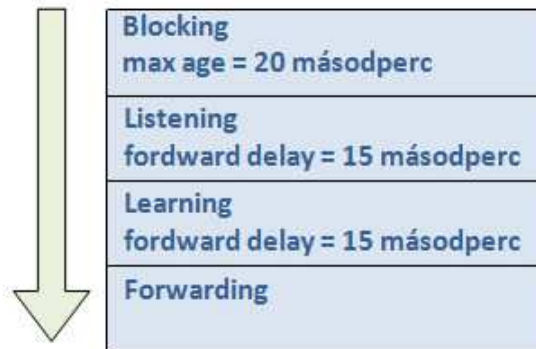 Blocking
max age = 20 másodperc
Listening
fordward delay = 15 másodperc
Learning
fordward delay = 15 másodperc
Forwarding